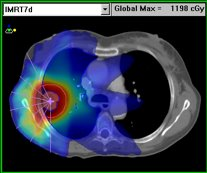 IMRT7d
Global Max = 1198 cGy